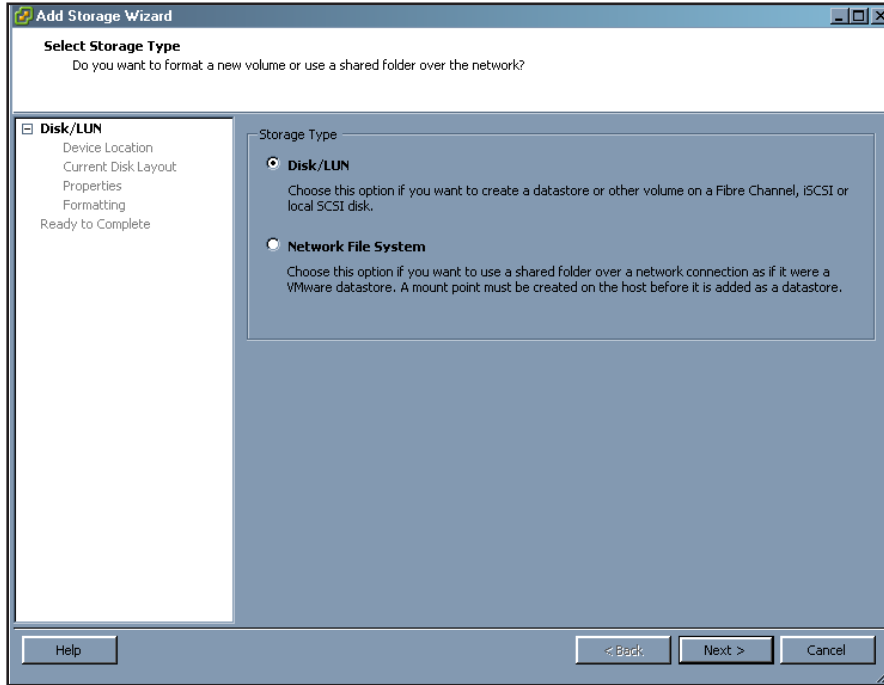 Add Storage Wizard
Select Storage Type
Do you want to format a new volume or use a shared folder over the network?
Disk/LUN
Device Location
Current Disk Layout
Properties
Formatting
Ready to Complete
Storage Type
Disk/LUN
Choose this option if you want to create a datastore or other volume on a Fibre Channel, iSCSI or
local SCSI disk.
Network File System
Choose this option if you want to use a shared folder over a network connection as if it were a
VMware datastore. A mount point must be created on the host before it is added as a datastore.
Help
< Back
Next >
Cancel